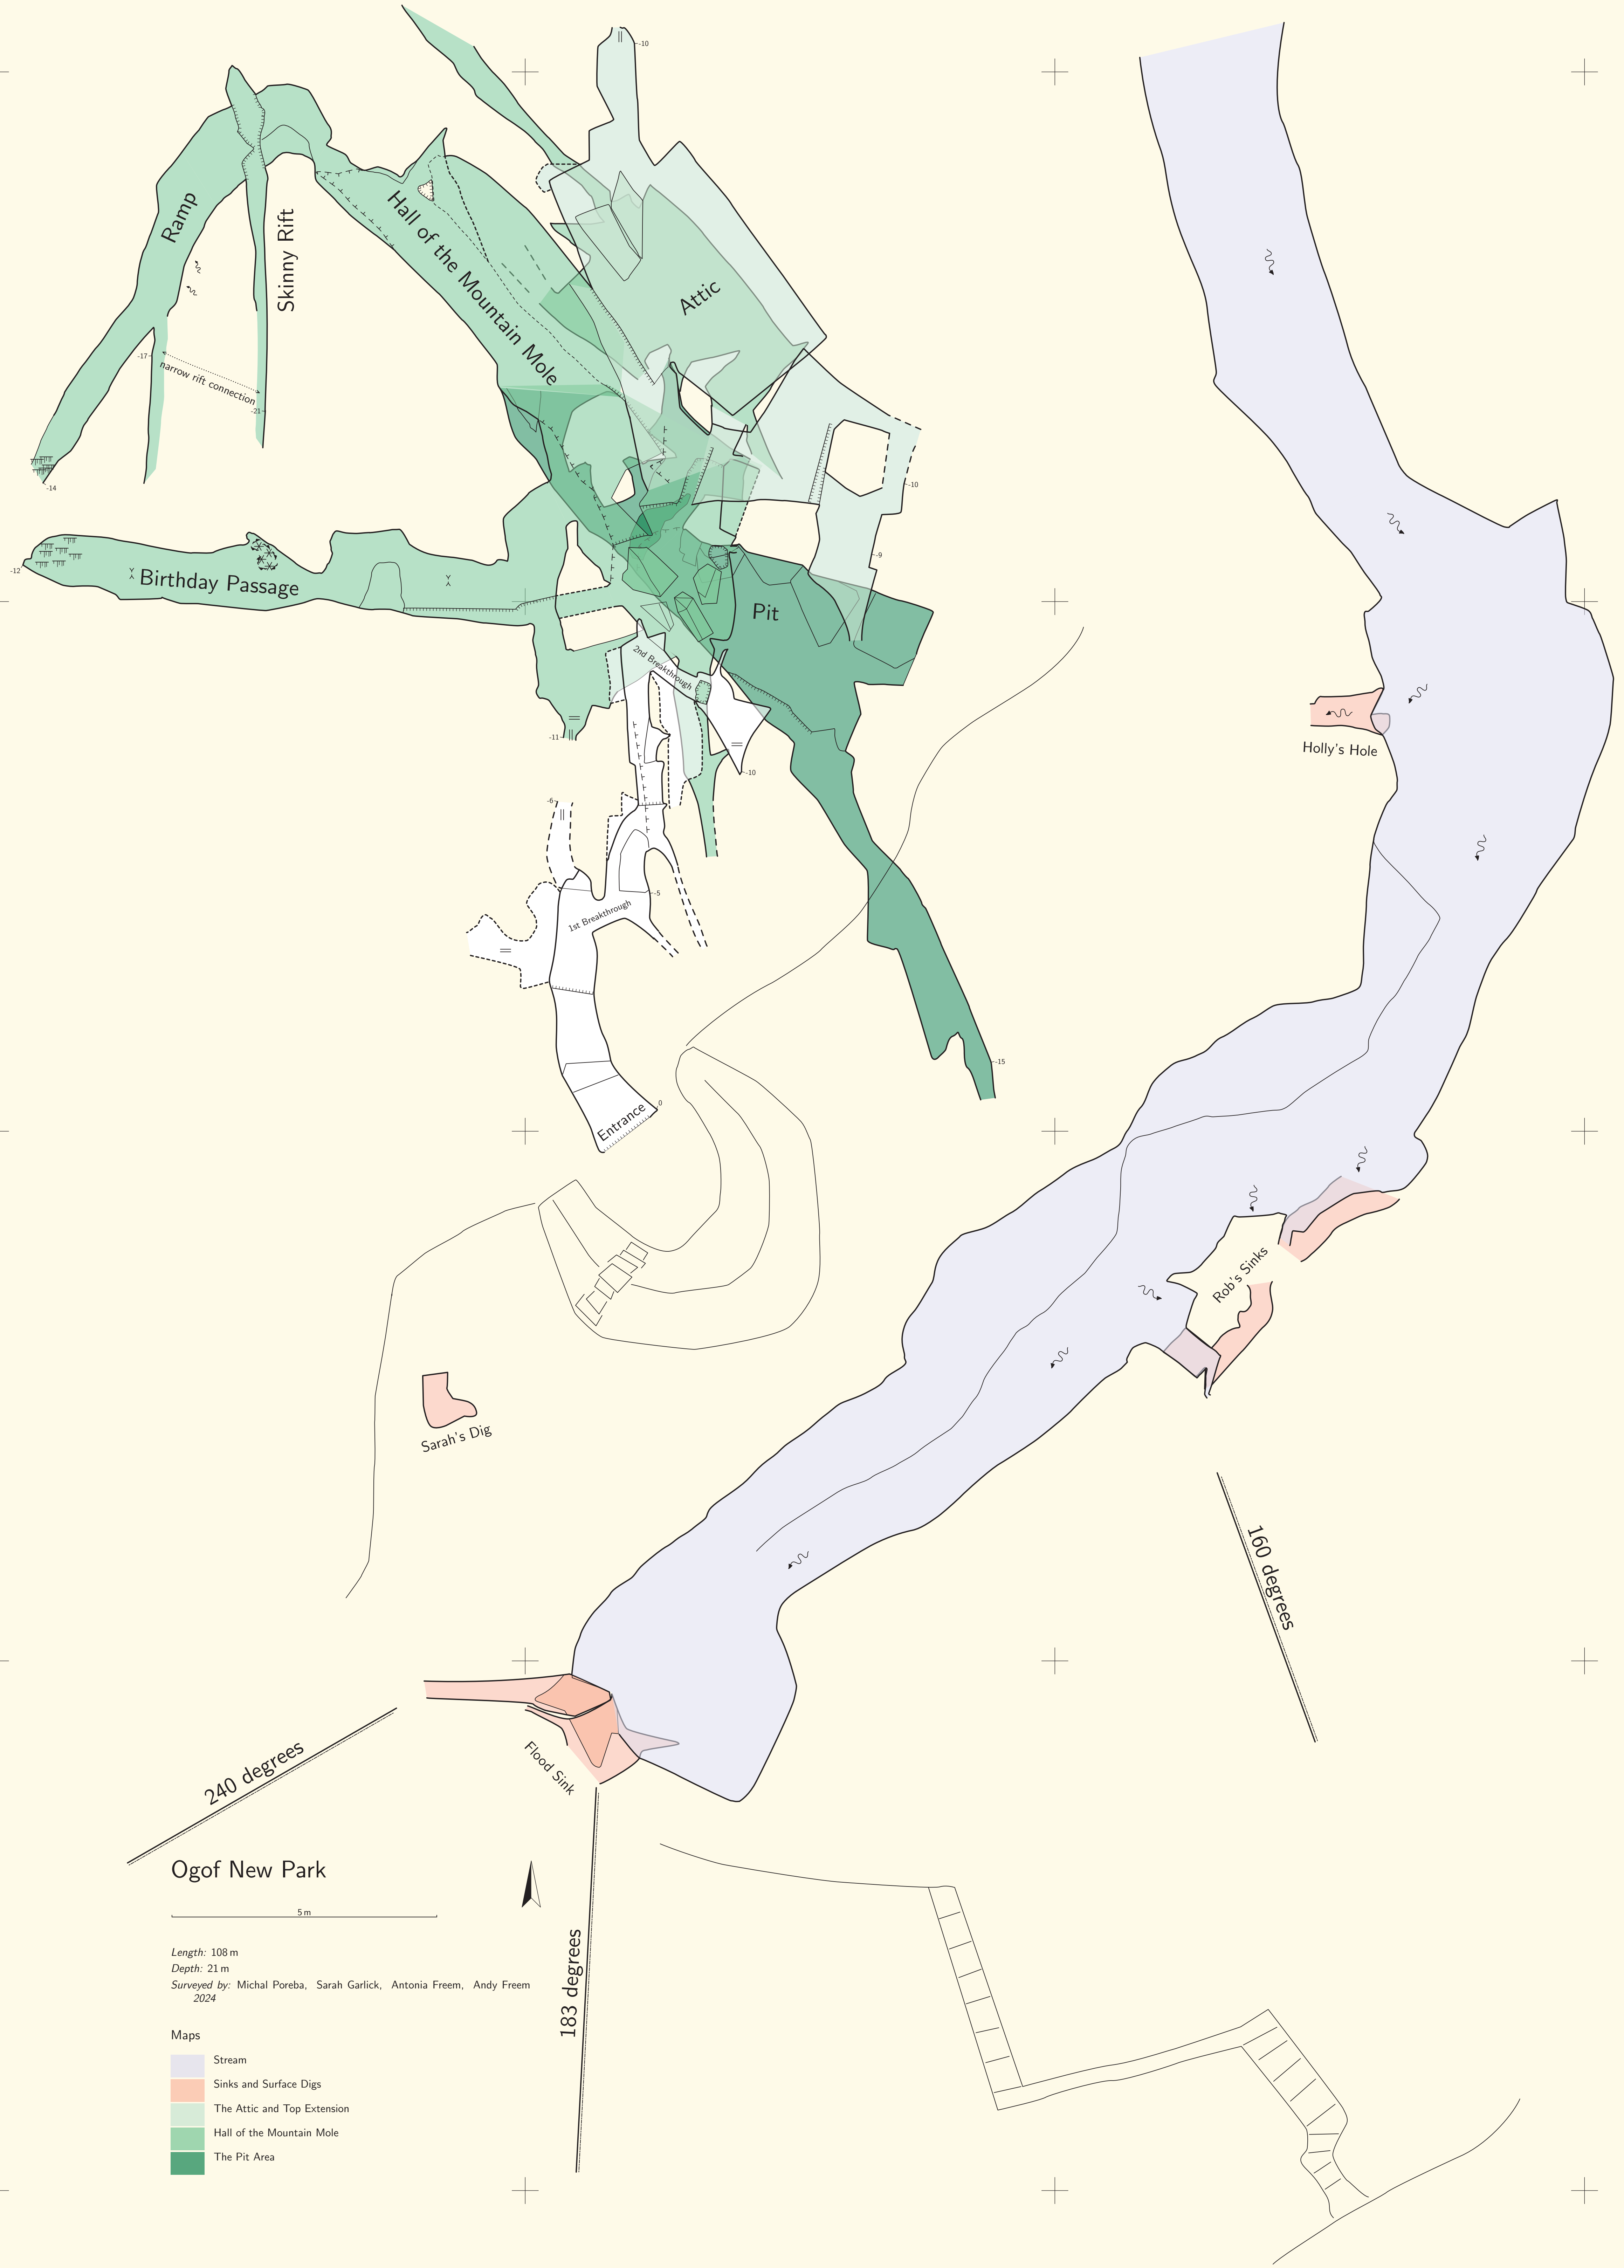 -10
Ramp
Skinny Rift
Hall of the Mountain Mole
Attic
-17
narrow rift connection
-21
-14
-10
-9
-12
Birthday Passage
Pit
2nd Breakthrough
-11
-10
Holly's Hole
-6
-5
1st Breakthrough
-15
0
Entrance
Rob's Sinks
Sarah's Dig
160 degrees
240 degrees
Flood Sink
183 degrees
Ogof New Park
5 m
Length: 108 m
Depth: 21 m
Surveyed by: Michal Poreba, Sarah Garlick, Antonia Freem, Andy Freem
2024
Maps
Stream
Sinks and Surface Digs
The Attic and Top Extension
Hall of the Mountain Mole
The Pit Area